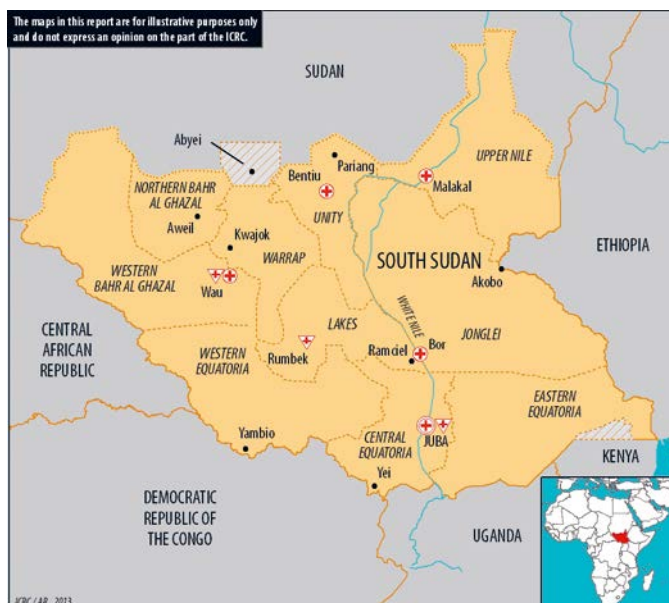 The maps in this report are for illustrative purposes only
and do not express an opinion on the part of the ICRC.
SUDAN
Abyei
Pariang
UPPER NILE
Bentiu
Malakal
NORTHERN BAHR
AL GHAZAL
UNITY
Aweil
Kwajok
WARRAP
SOUTH SUDAN
ETHIOPIA
Akobo
WESTERN
BAHR AL GHAZAL
Wau
WHITE NILE
CENTRAL
AFRICAN
REPUBLIC
LAKES
JONGLEI
Bor
WESTERN
EQUATORIA
Rumbek
Ramciel
EASTERN
EQUATORIA
CENTRAL
EQUATORIA
JUBA
Yambio
KENYA
Yei
DEMOCRATIC
REPUBLIC OF
THE CONGO
UGANDA
ICRC / AR_2013